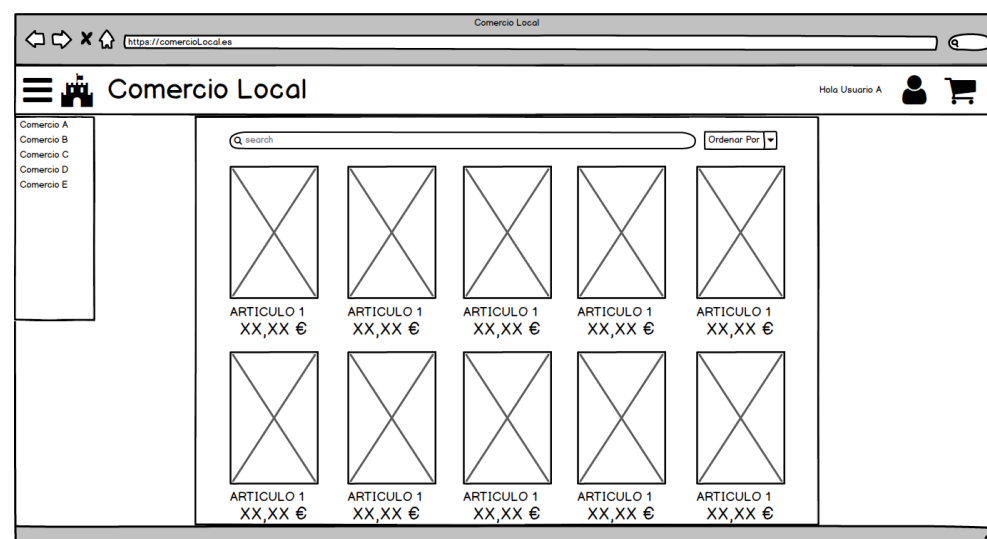 Comercio Local
https://comercioLocal.es
Comercio Local
Hola Usuario A
Comercio A
Comercio B
Comercio C
Comercio D
Comercio E
search
Ordenar Por
ARTICULO 1 ARTICULO 1 ARTICULO 1 ARTICULO 1 ARTICULO 1
XX,XX € XX,XX € XX,XX € XX,XX € XX,XX €
ARTICULO 1 ARTICULO 1 ARTICULO 1 ARTICULO 1 ARTICULO 1
XX,XX € XX,XX € XX,XX € XX,XX € XX,XX €